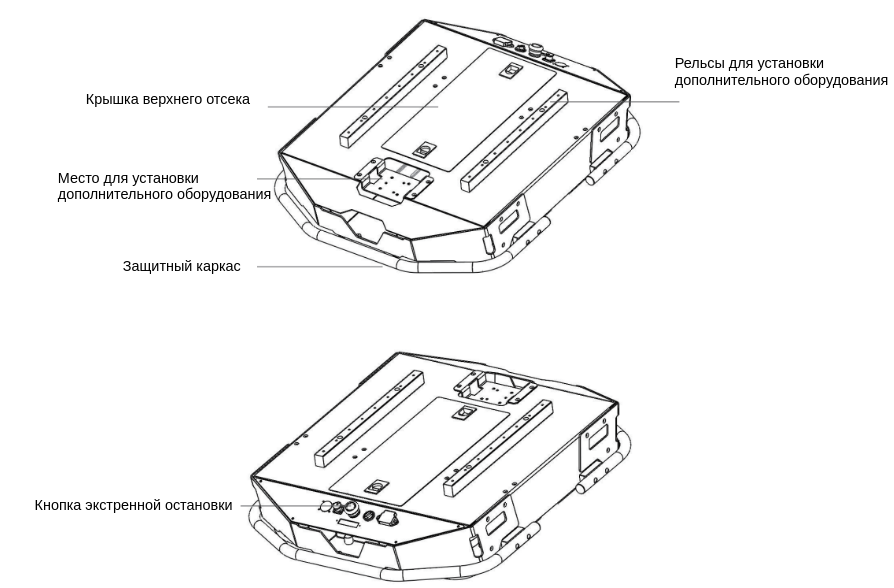 Рельсы для установки
дополнительного оборудования
Крышка верхнего отсека
Место для установки
дополнительного оборудования
Защитный каркас
Кнопка экстренной остановки